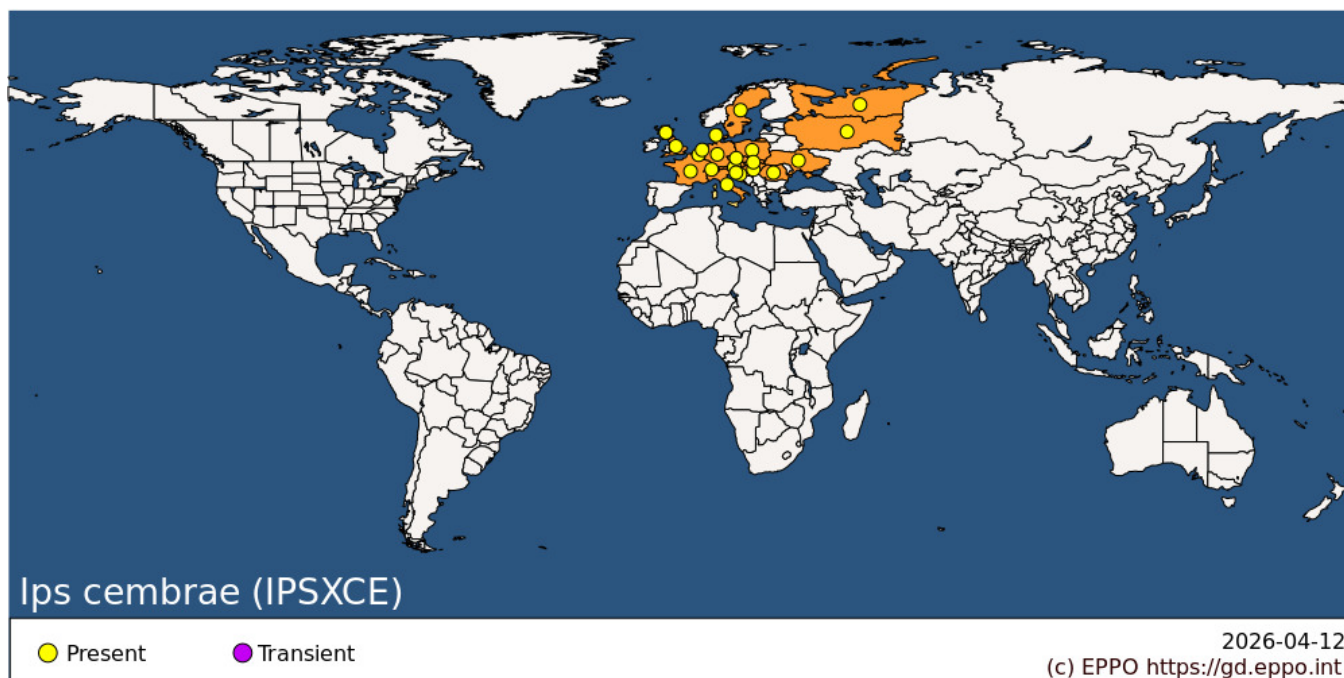 Ips cembrae (IPSXCE)
Present
Transient
2026-04-12
(c) EPPO https://gd.eppo.int